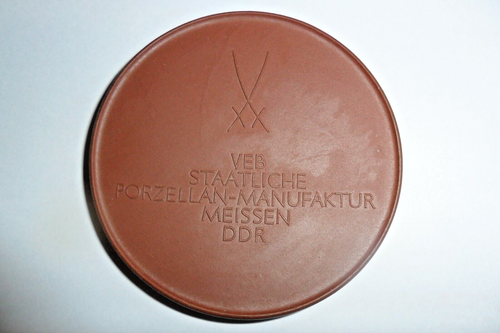 VEB
STAATLICHE
PORZELLAN-MANUFAKTUR
MEISSEN
DDR